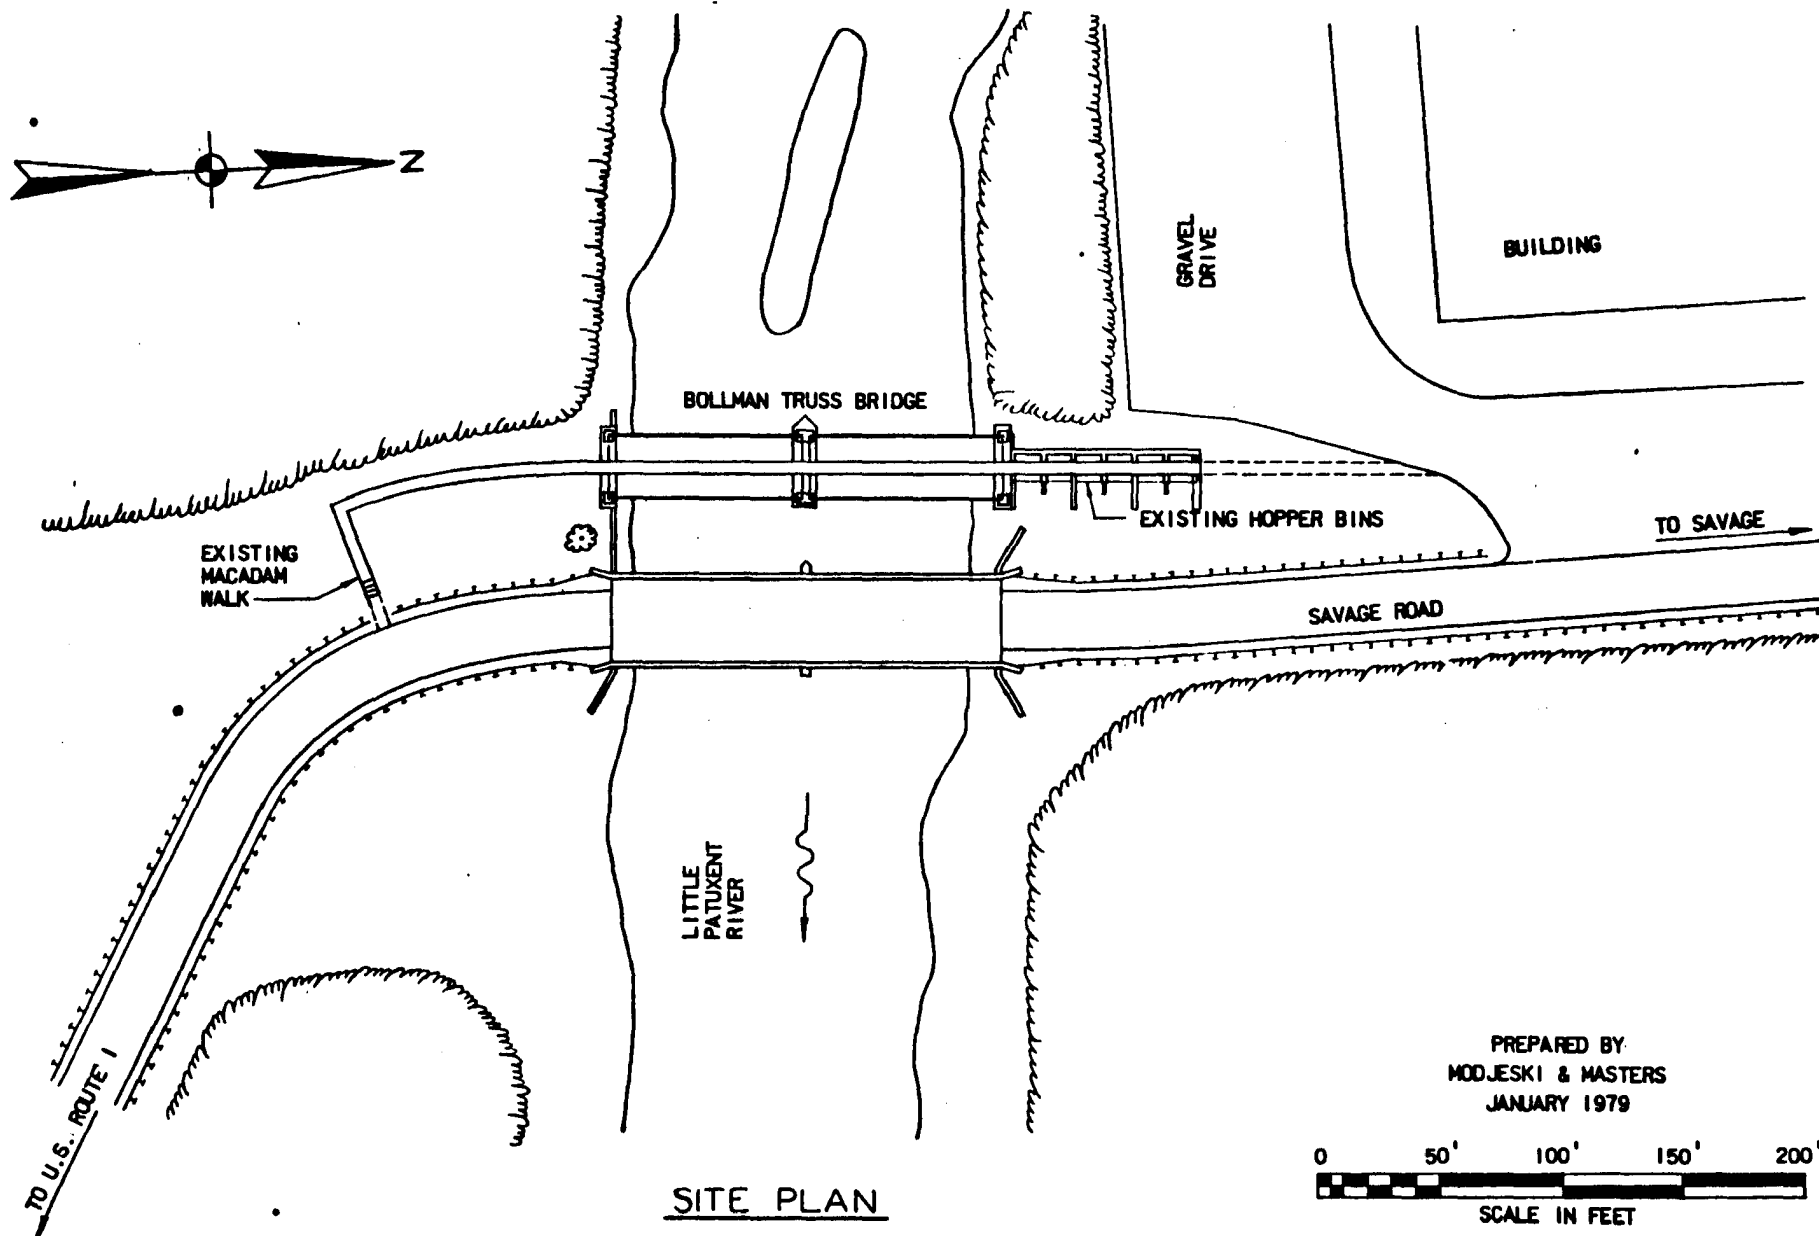 Z
GRAVEL
DRIVE
BUILDING
BOLLMAN TRUSS BRIDGE
EXISTING HOPPER BINS
TO SAVAGE
EXISTING
MACADAM
WALK
SAVAGE ROAD
LITTLE
PATUXENT
RIVER
TO U.S. ROUTE 1
PREPARED BY
MODJESKI & MASTERS
JANUARY 1979
0 50' 100' 150' 200'
SCALE IN FEET
SITE PLAN